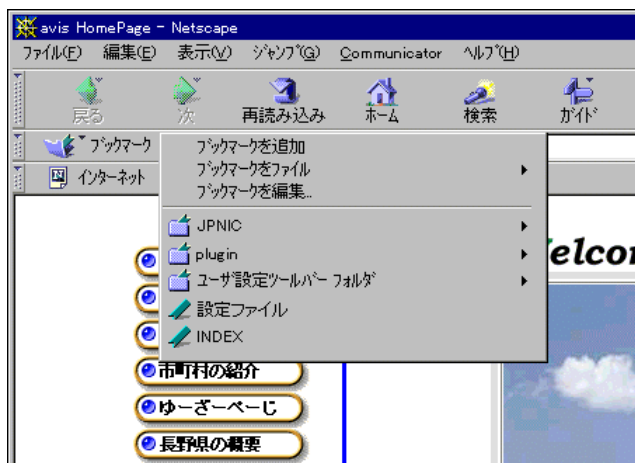 avis HomePage - Netscape
ファイル(F) 編集(E) 表示(V) ジャンプ(G) Communicator ヘルプ(H)
戻る 次 再読み込み ホーム 検索 ガイド
ブックマーク
インターネット
ブックマークを追加
ブックマークをファイル
ブックマークを編集...
JPNIC
plugin
ユーザ設定ツールバー フォルダ
設定ファイル
INDEX
elcom
市町村の紹介
ゆーざーぺーじ
長野県の概要